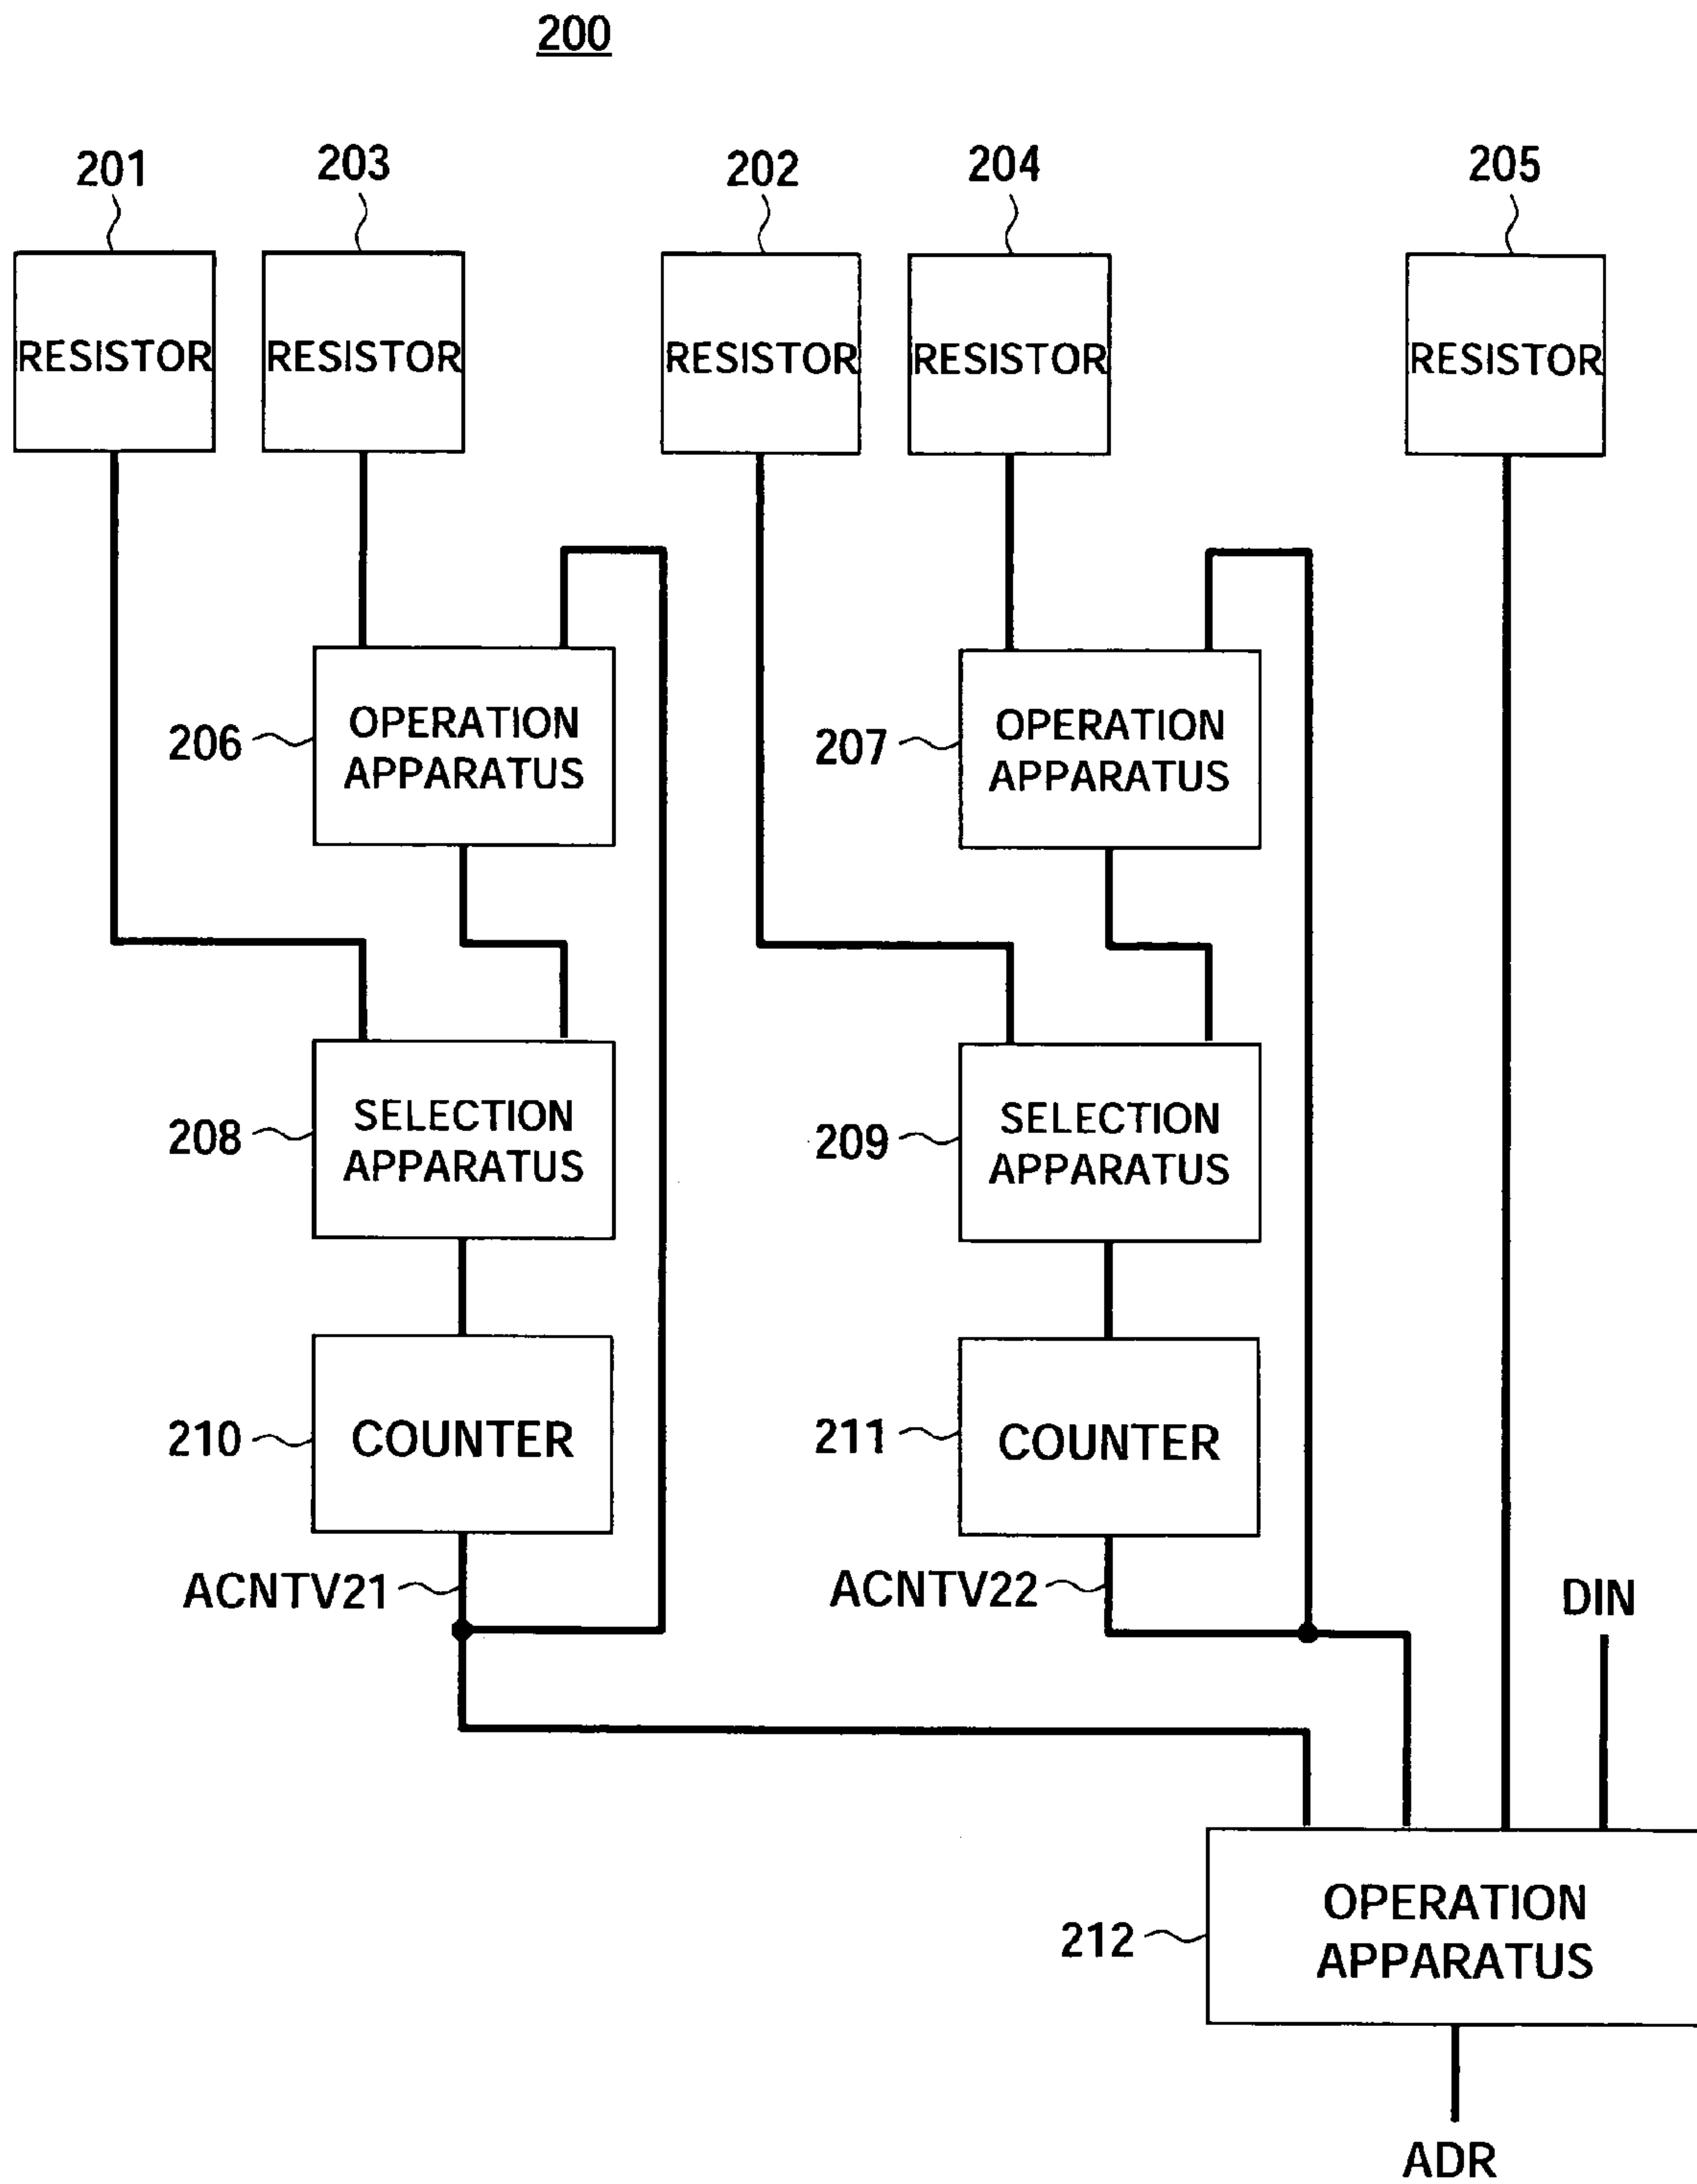 200
201
203
202
204
205
RESISTOR
RESISTOR
RESISTOR
RESISTOR
RESISTOR
206
OPERATION
APPARATUS
207
OPERATION
APPARATUS
208
SELECTION
APPARATUS
209
SELECTION
APPARATUS
210
COUNTER
211
COUNTER
ACNTV21
ACNTV22
DIN
212
OPERATION
APPARATUS
ADR